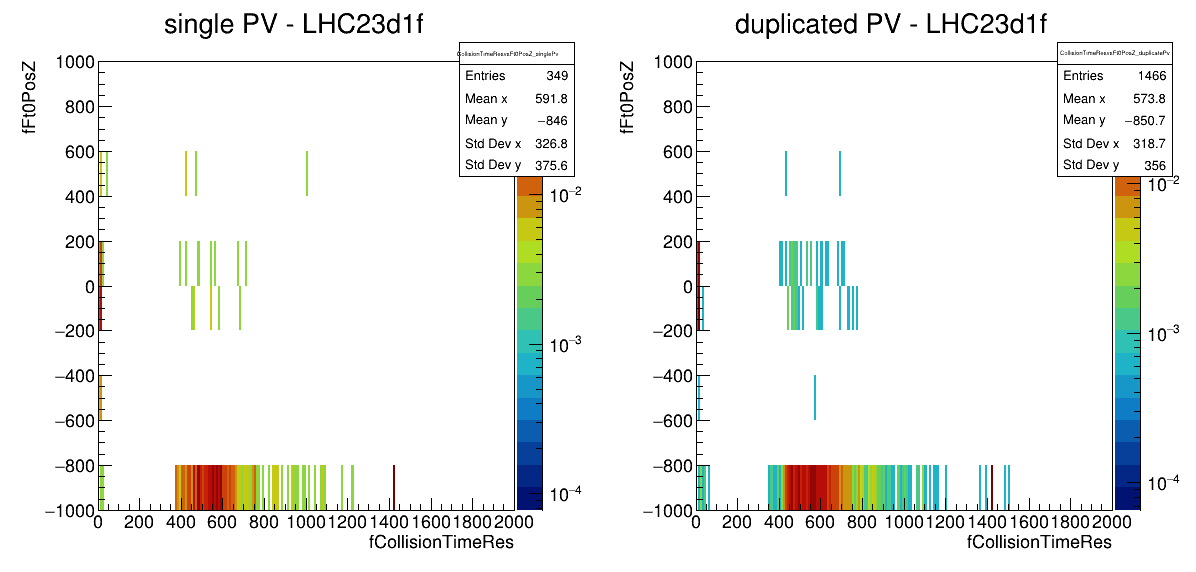 single PV - LHC23d1f
fFt0PosZ
1000
800
600
400
200
0
−200
−400
−600
−800
−1000
0 200 400 600 800 1000 1200 1400 1600 1800 2000
fCollisionTimeRes
CollisionTimeResvsFt0PosZ_singlePv
Entries 349
Mean x 591.8
Mean y −846
Std Dev x 326.8
Std Dev y 375.6
10−2
10−3
10−4
duplicated PV - LHC23d1f
fFt0PosZ
1000
800
600
400
200
0
−200
−400
−600
−800
−1000
0 200 400 600 800 1000 1200 1400 1600 1800 2000
fCollisionTimeRes
CollisionTimeResvsFt0PosZ_duplicatePv
Entries 1466
Mean x 573.8
Mean y −850.7
Std Dev x 318.7
Std Dev y 356
10−2
10−3
10−4